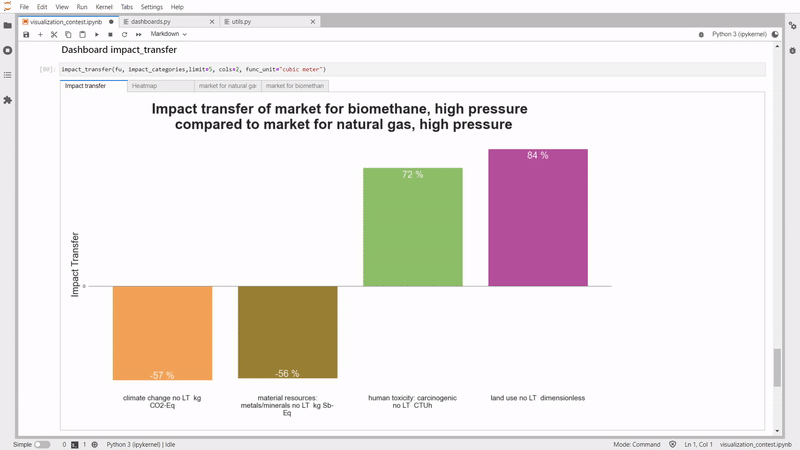 File Edit View Run Kernel Tabs Settings Help
visualization_contest.ipynb
dashboards.py
utils.py
Markdown
Python 3 (ipykernel)
Dashboard impact_transfer
[80]: impact_transfer(fu, impact_categories,limit=5, cols=2, func_unit="cubic meter")
Impact transfer
Heatmap
market for natural gas
market for biomethan
Impact transfer of market for biomethane, high pressure
compared to market for natural gas, high pressure
84 %
72 %
Impact Transfer
0
-57 %
-56 %
climate change no LT kg
CO2-Eq
material resources:
metals/minerals no LT kg Sb-
Eq
human toxicity: carcinogenic
no LT CTUh
land use no LT dimensionless
Simple 0 1 Python 3 (ipykernel) | Idle
Mode: Command Ln 1, Col 1 visualization_contest.ipynb